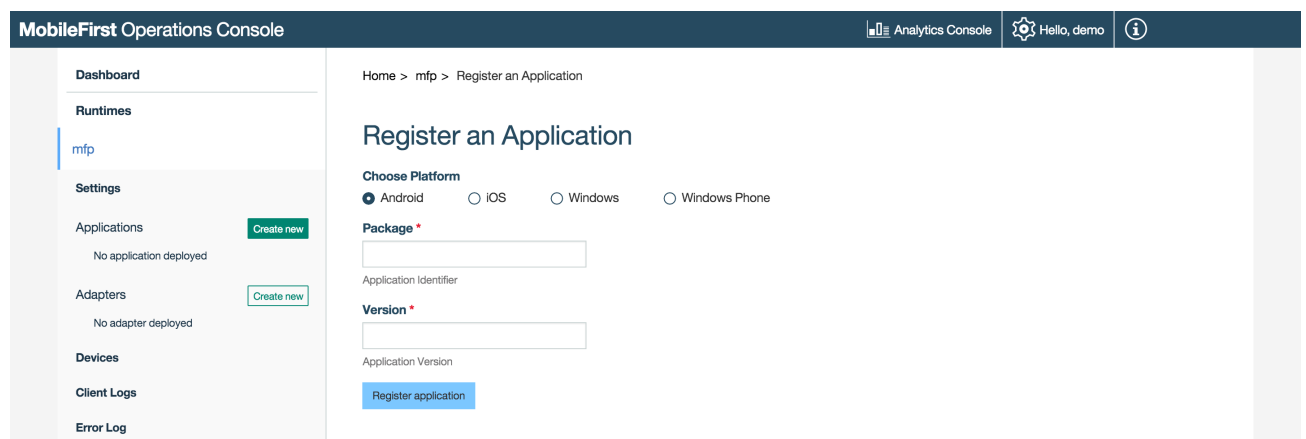 MobileFirst Operations Console
Analytics Console
Hello, demo
Dashboard
Runtimes
mfp
Settings
Applications Create new
No application deployed
Adapters Create new
No adapter deployed
Devices
Client Logs
Error Log
Home > mfp > Register an Application
Register an Application
Choose Platform
Android iOS Windows Windows Phone
Package *
Application Identifier
Version *
Application Version
Register application